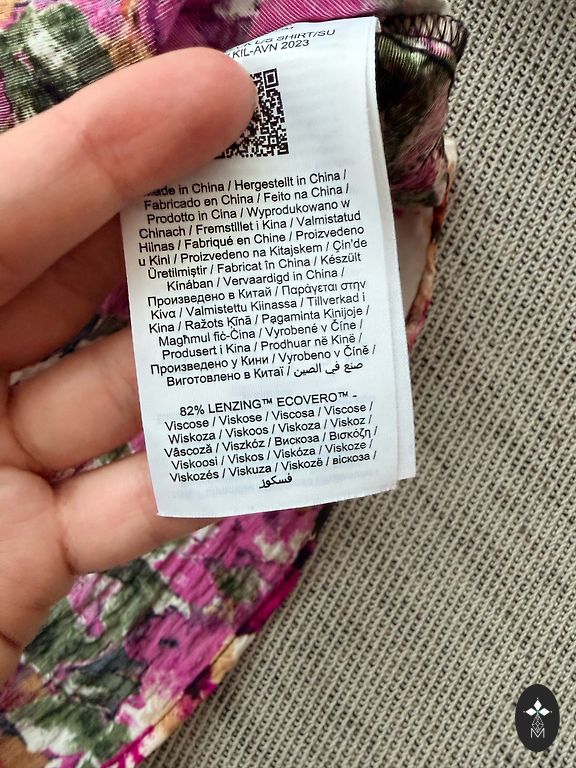 L/S SHIRT/SU
KIL-AVN 2023
Made in China / Hergestellt in China /
Fabricado en China / Feito na China /
Prodotto in Cina / Wyprodukowano w
Chinach / Fremstillet i Kina / Valmistatud
Hiinas / Fabriqué en Chine / Proizvedeno
u Kini / Proizvedeno na Kitajskem / Çin'de
Üretilmiştir / Fabricat în China / Készült
Kínában / Vervaardigd in China /
Произведено в Китай / Παράγεται στην
Κίνα / Valmistettu Kiinassa / Tillverkad i
Kina / Ražots Ķīnā / Pagaminta Kinijoje /
Magħmul fiċ-Ċina / Vyrobené v Číne /
Produsert i Kina / Prodhuar në Kinë /
Произведено у Кини / Vyrobeno v Číně /
Виготовлено в Китаї / صنع في الصين
82% LENZING™ ECOVERO™ -
Viscose / Viskose / Viscosa / Viscose /
Wiskoza / Viskoos / Viskoza / Viskoz /
Vâscoză / Viszkóz / Вискоза / Βισκόζη /
Viskoosi / Viskos / Viskóza / Viskoze /
Viskozės / Viskuza / Viskozë / віскоза /
فسكوز
M